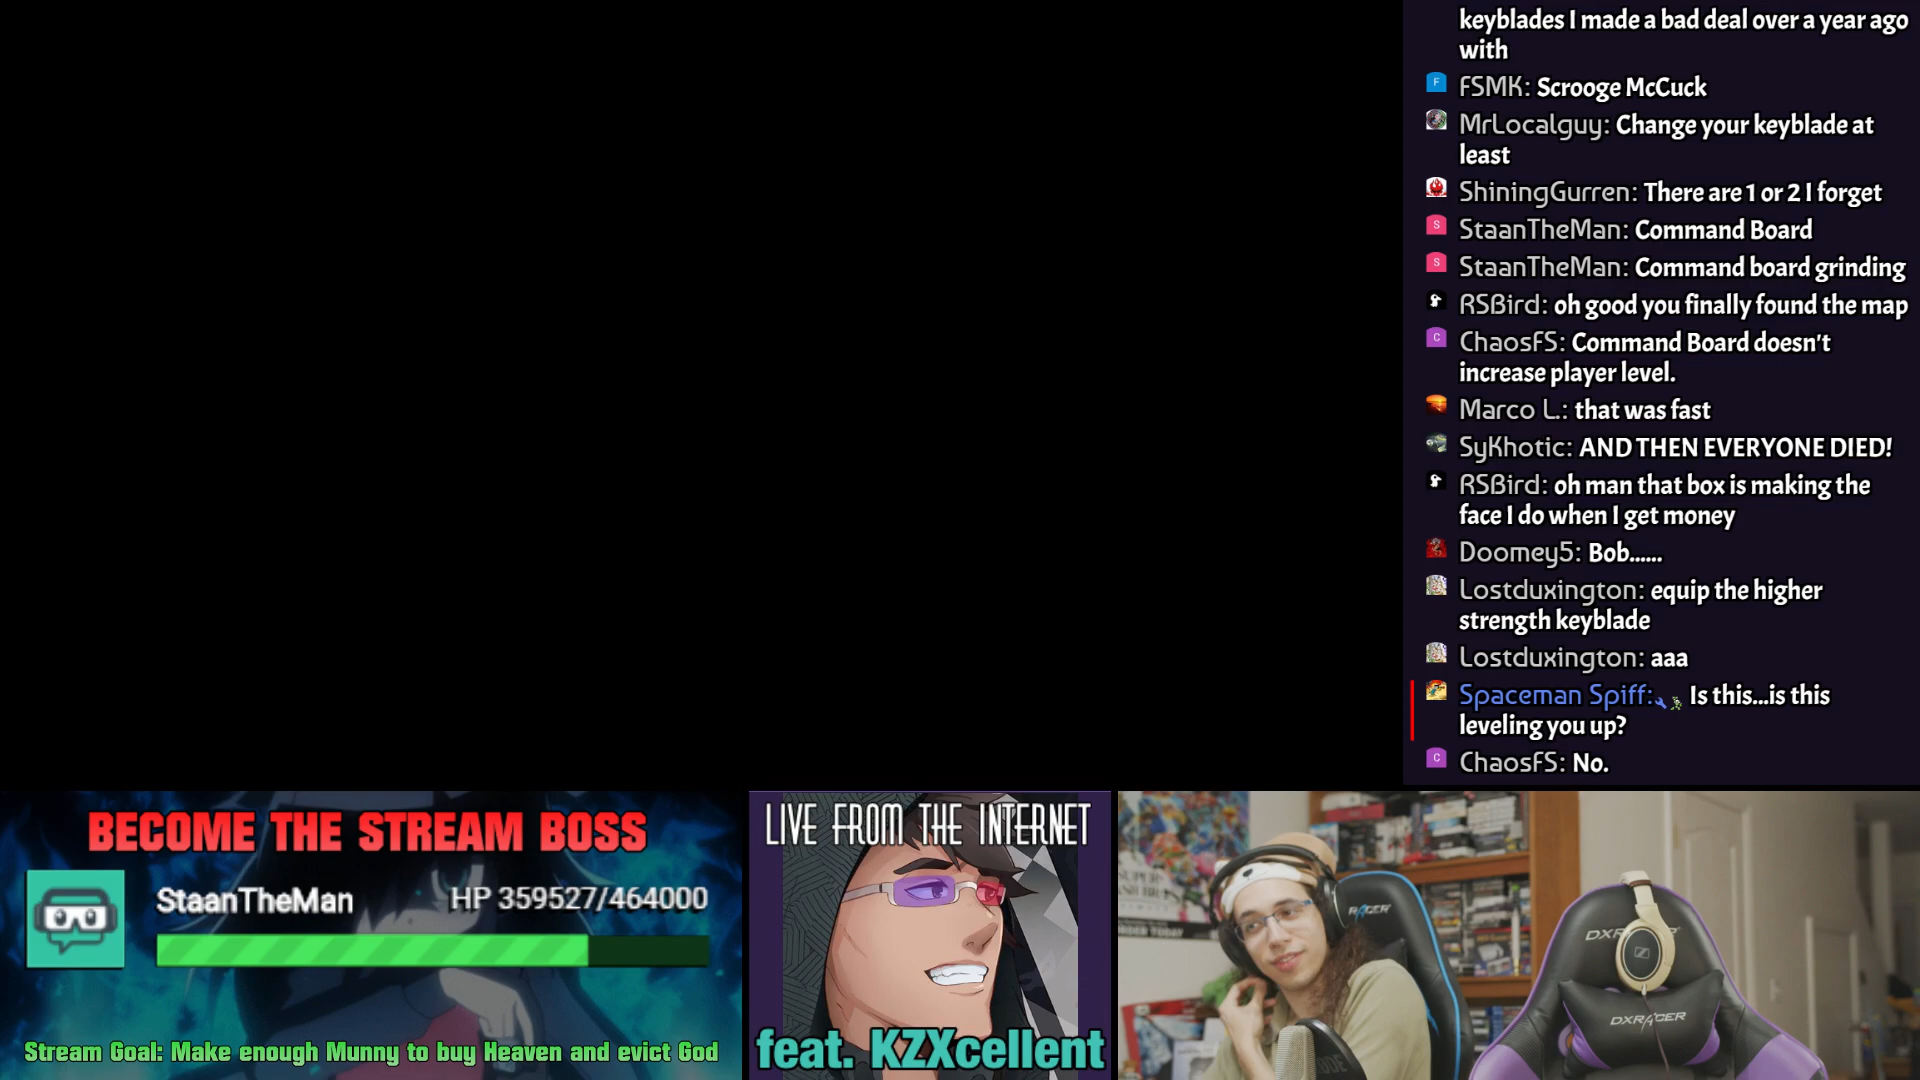 keyblades I made a bad deal over a year ago
with
FSMK: Scrooge McCuck
MrLocalguy: Change your keyblade at
least
ShiningGurren: There are 1 or 2 I forget
StaanTheMan: Command Board
StaanTheMan: Command board grinding
RSBird: oh good you finally found the map
ChaosFS: Command Board doesn't
increase player level.
Marco L.: that was fast
SyKhotic: AND THEN EVERYONE DIED!
RSBird: oh man that box is making the
face I do when I get money
Doomey5: Bob......
Lostduxington: equip the higher
strength keyblade
Lostduxington: aaa
Spaceman Spiff: Is this...is this
leveling you up?
ChaosFS: No.
BECOME THE STREAM BOSS
StaanTheMan HP 359527/464000
Stream Goal: Make enough Munny to buy Heaven and evict God
LIVE FROM THE INTERNET
feat. KZXcellent
DXRACER